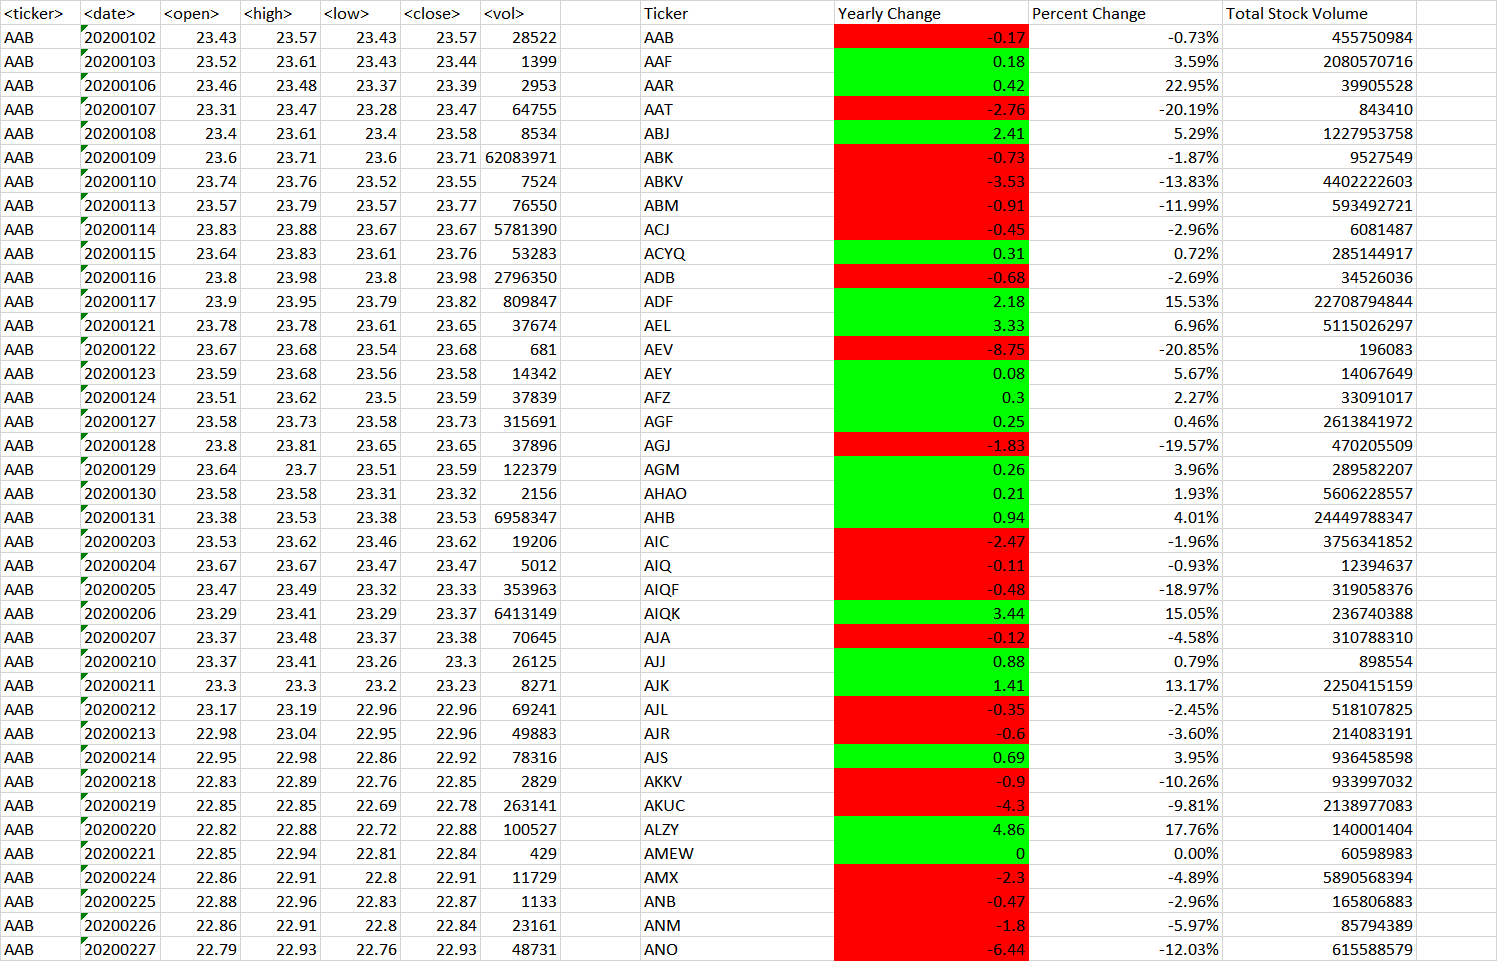 <ticker> <date> <open> <high> <low> <close> <vol> Ticker Yearly Change Percent Change Total Stock Volume
AAB 20200102 23.43 23.57 23.43 23.57 28522 AAB -0.17 -0.73% 455750984
AAB 20200103 23.52 23.61 23.43 23.44 1399 AAF 0.18 3.59% 2080570716
AAB 20200106 23.46 23.48 23.37 23.39 2953 AAR 0.42 22.95% 39905528
AAB 20200107 23.31 23.47 23.28 23.47 64755 AAT -2.76 -20.19% 843410
AAB 20200108 23.4 23.61 23.4 23.58 8534 ABJ 2.41 5.29% 1227953758
AAB 20200109 23.6 23.71 23.6 23.71 62083971 ABK -0.73 -1.87% 9527549
AAB 20200110 23.74 23.76 23.52 23.55 7524 ABKV -3.53 -13.83% 4402222603
AAB 20200113 23.57 23.79 23.57 23.77 76550 ABM -0.91 -11.99% 593492721
AAB 20200114 23.83 23.88 23.67 23.67 5781390 ACJ -0.45 -2.96% 6081487
AAB 20200115 23.64 23.83 23.61 23.76 53283 ACYQ 0.31 0.72% 285144917
AAB 20200116 23.8 23.98 23.8 23.98 2796350 ADB -0.68 -2.69% 34526036
AAB 20200117 23.9 23.95 23.79 23.82 809847 ADF 2.18 15.53% 22708794844
AAB 20200121 23.78 23.78 23.61 23.65 37674 AEL 3.33 6.96% 5115026297
AAB 20200122 23.67 23.68 23.54 23.68 681 AEV -8.75 -20.85% 196083
AAB 20200123 23.59 23.68 23.56 23.58 14342 AEY 0.08 5.67% 14067649
AAB 20200124 23.51 23.62 23.5 23.59 37839 AFZ 0.3 2.27% 33091017
AAB 20200127 23.58 23.73 23.58 23.73 315691 AGF 0.25 0.46% 2613841972
AAB 20200128 23.8 23.81 23.65 23.65 37896 AGJ -1.83 -19.57% 470205509
AAB 20200129 23.64 23.7 23.51 23.59 122379 AGM 0.26 3.96% 289582207
AAB 20200130 23.58 23.58 23.31 23.32 2156 AHAO 0.21 1.93% 5606228557
AAB 20200131 23.38 23.53 23.38 23.53 6958347 AHB 0.94 4.01% 24449788347
AAB 20200203 23.53 23.62 23.46 23.62 19206 AIC -2.47 -1.96% 3756341852
AAB 20200204 23.67 23.67 23.47 23.47 5012 AIQ -0.11 -0.93% 12394637
AAB 20200205 23.47 23.49 23.32 23.33 353963 AIQF -0.48 -18.97% 319058376
AAB 20200206 23.29 23.41 23.29 23.37 6413149 AIQK 3.44 15.05% 236740388
AAB 20200207 23.37 23.48 23.37 23.38 70645 AJA -0.12 -4.58% 310788310
AAB 20200210 23.37 23.41 23.26 23.3 26125 AJJ 0.88 0.79% 898554
AAB 20200211 23.3 23.3 23.2 23.23 8271 AJK 1.41 13.17% 2250415159
AAB 20200212 23.17 23.19 22.96 22.96 69241 AJL -0.35 -2.45% 518107825
AAB 20200213 22.98 23.04 22.95 22.96 49883 AJR -0.6 -3.60% 214083191
AAB 20200214 22.95 22.98 22.86 22.92 78316 AJS 0.69 3.95% 936458598
AAB 20200218 22.83 22.89 22.76 22.85 2829 AKKV -0.9 -10.26% 933997032
AAB 20200219 22.85 22.85 22.69 22.78 263141 AKUC -4.3 -9.81% 2138977083
AAB 20200220 22.82 22.88 22.72 22.88 100527 ALZY 4.86 17.76% 140001404
AAB 20200221 22.85 22.94 22.81 22.84 429 AMEW 0 0.00% 60598983
AAB 20200224 22.86 22.91 22.8 22.91 11729 AMX -2.3 -4.89% 5890568394
AAB 20200225 22.88 22.96 22.83 22.87 1133 ANB -0.47 -2.96% 165806883
AAB 20200226 22.86 22.91 22.8 22.84 23161 ANM -1.8 -5.97% 85794389
AAB 20200227 22.79 22.93 22.76 22.93 48731 ANO -6.44 -12.03% 615588579